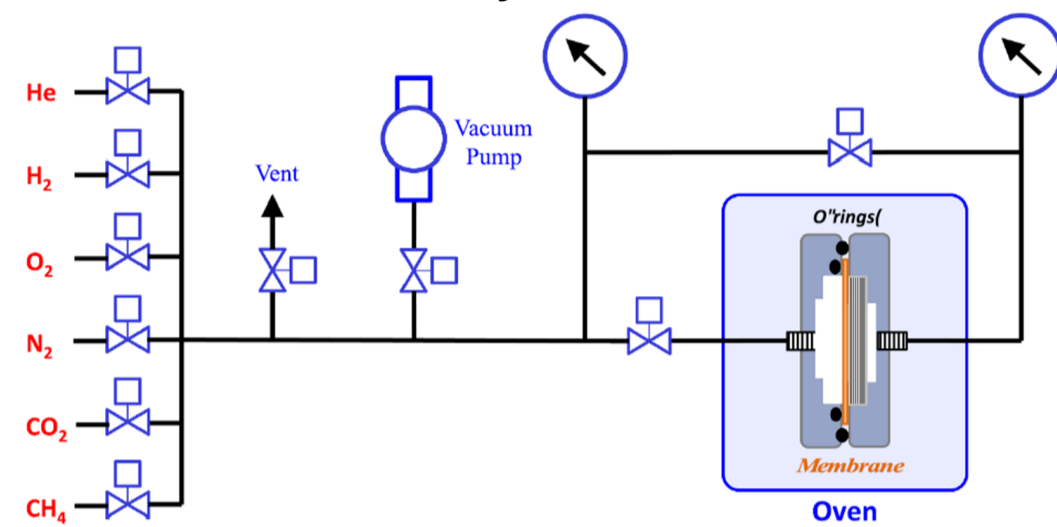 He
H2
O2
N2
CO2
CH4
Vent
Vacuum
Pump
O"rings(
Membrane
Oven